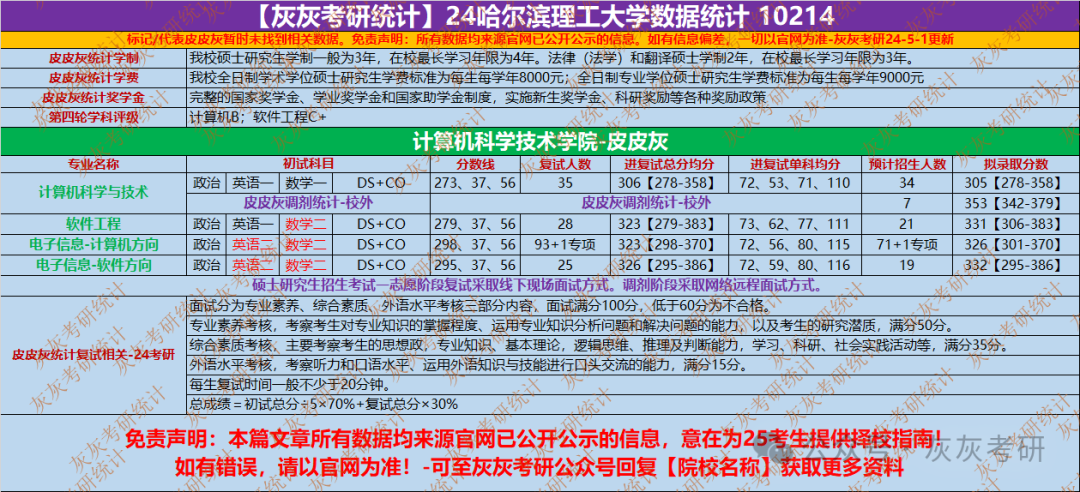 【灰灰考研统计】24哈尔滨理工大学数据统计 10214
标记/代表皮皮灰暂时未找到相关数据。免责声明：所有数据均来源官网已公开公示的信息。如有信息偏差，一切以官网为准-灰灰考研24-5-1更新
皮皮灰统计学制 我校硕士研究生学制一般为3年，在校最长学习年限为4年。法律（法学）和翻译硕士学制2年，在校最长学习年限为3年。
皮皮灰统计学费 我校全日制学术学位硕士研究生学费标准为每生每学年8000元；全日制专业学位硕士研究生学费标准为每生每学年9000元
皮皮灰统计奖学金 完整的国家奖学金、学业奖学金和国家助学金制度，实施新生奖学金、科研奖励等各种奖励政策
第四轮学科评级 计算机B；软件工程C+
计算机科学技术学院-皮皮灰
专业名称 初试科目 分数线 复试人数 进复试总分均分 进复试单科均分 预计招生人数 拟录取分数
计算机科学与技术 政治 英语一 数学一 DS+CO 273、37、56 35 306【278-358】 72、53、71、110 34 305【278-358】
皮皮灰调剂统计-校外 皮皮灰调剂统计-校外 7 353【342-379】
软件工程 政治 英语一 数学二 DS+CO 279、37、56 28 323【279-383】 73、62、77、111 21 331【306-383】
电子信息-计算机方向 政治 英语二 数学二 DS+CO 298、37、56 93+1专项 323【298-370】 72、56、80、115 71+1专项 326【301-370】
电子信息-软件方向 政治 英语二 数学二 DS+CO 295、37、56 25 326【295-386】 72、59、80、116 19 332【295-386】
硕士研究生招生考试一志愿阶段复试采取线下现场面试方式。调剂阶段采取网络远程面试方式。
皮皮灰统计复试相关-24考研
面试分为专业素养、综合素质、外语水平考核三部分内容，面试满分100分，低于60分为不合格。
专业素养考核，考察考生对专业知识的掌握程度、运用专业知识分析问题和解决问题的能力，以及考生的研究潜质，满分50分。
综合素质考核，主要考察考生的思想政，专业知识、基本理论，逻辑思维、推理及判断能力，学习、科研、社会实践活动等，满分35分。
外语水平考核，考察听力和口语水平、运用外语知识与技能进行口头交流的能力，满分15分。
每生复试时间一般不少于20分钟。
总成绩＝初试总分÷5×70%+复试总分×30%
免责声明：本篇文章所有数据均来源官网已公开公示的信息，意在为25考生提供择校指南！
如有错误，请以官网为准！-可至灰灰考研公众号回复【院校名称】获取更多资料
公众号 · 灰灰考研
灰灰考研统计